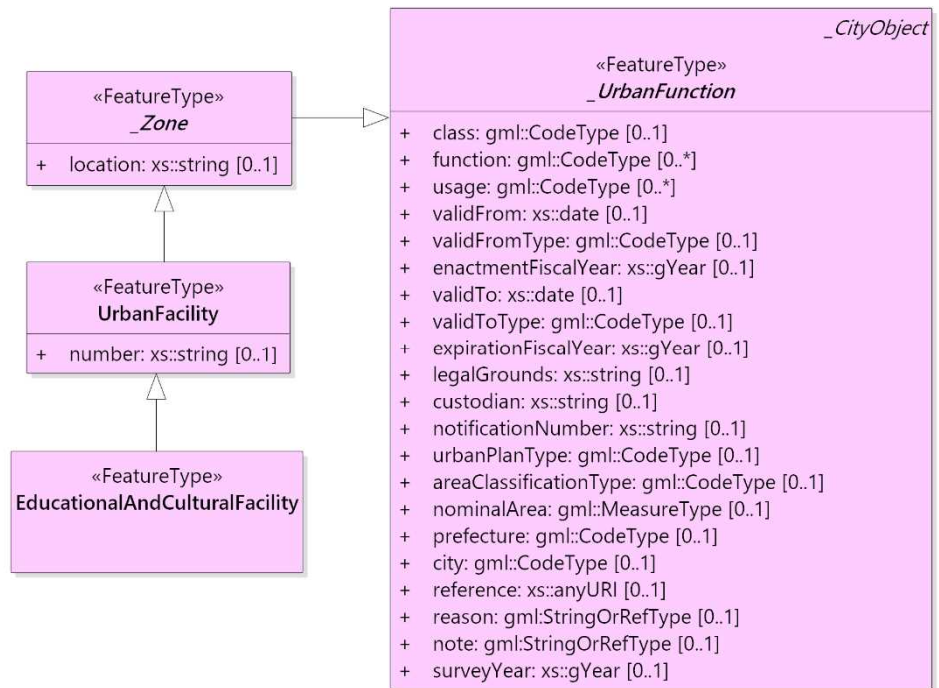 «FeatureType»
_Zone
+ location: xs::string [0..1]
«FeatureType»
UrbanFacility
+ number: xs::string [0..1]
«FeatureType»
EducationalAndCulturalFacility
_CityObject
«FeatureType»
_UrbanFunction
+ class: gml::CodeType [0..1]
+ function: gml::CodeType [0..*]
+ usage: gml::CodeType [0..*]
+ validFrom: xs::date [0..1]
+ validFromType: gml::CodeType [0..1]
+ enactmentFiscalYear: xs::gYear [0..1]
+ validTo: xs::date [0..1]
+ validToType: gml::CodeType [0..1]
+ expirationFiscalYear: xs::gYear [0..1]
+ legalGrounds: xs::string [0..1]
+ custodian: xs::string [0..1]
+ notificationNumber: xs::string [0..1]
+ urbanPlanType: gml::CodeType [0..1]
+ areaClassificationType: gml::CodeType [0..1]
+ nominalArea: gml::MeasureType [0..1]
+ prefecture: gml::CodeType [0..1]
+ city: gml::CodeType [0..1]
+ reference: xs::anyURI [0..1]
+ reason: gml:StringOrRefType [0..1]
+ note: gml:StringOrRefType [0..1]
+ surveyYear: xs::gYear [0..1]